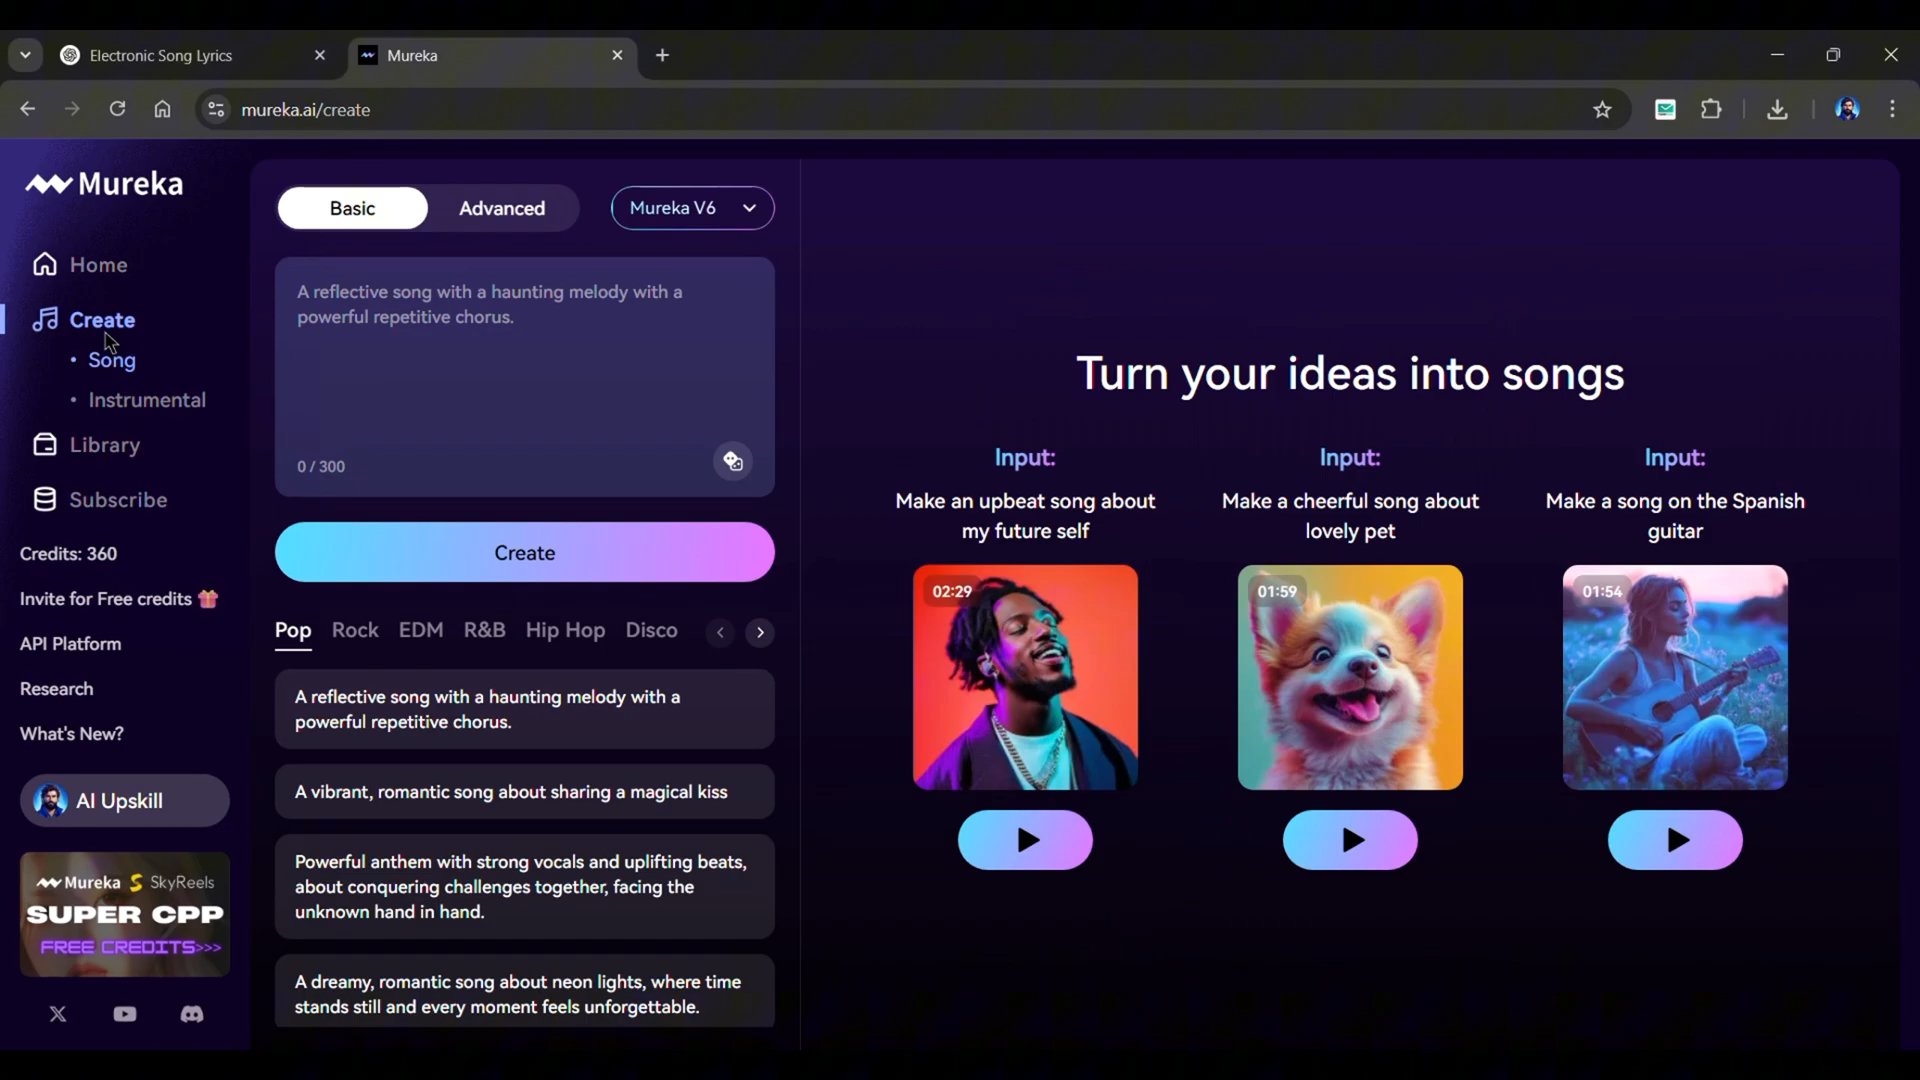 Electronic Song Lyrics
Mureka
mureka.ai/create
Mureka
Home
Create
Song
Instrumental
Library
Subscribe
Credits: 360
Invite for Free credits
API Platform
Research
What's New?
AI Upskill
Mureka SkyReels
SUPER CPP
FREE CREDITS>>>
Basic
Advanced
Mureka V6
A reflective song with a haunting melody with a
powerful repetitive chorus.
0 / 300
Create
Pop Rock EDM R&B Hip Hop Disco
A reflective song with a haunting melody with a
powerful repetitive chorus.
A vibrant, romantic song about sharing a magical kiss
Powerful anthem with strong vocals and uplifting beats,
about conquering challenges together, facing the
unknown hand in hand.
A dreamy, romantic song about neon lights, where time
stands still and every moment feels unforgettable.
Turn your ideas into songs
Input:
Make an upbeat song about
my future self
02:29
Input:
Make a cheerful song about
lovely pet
01:59
Input:
Make a song on the Spanish
guitar
01:54